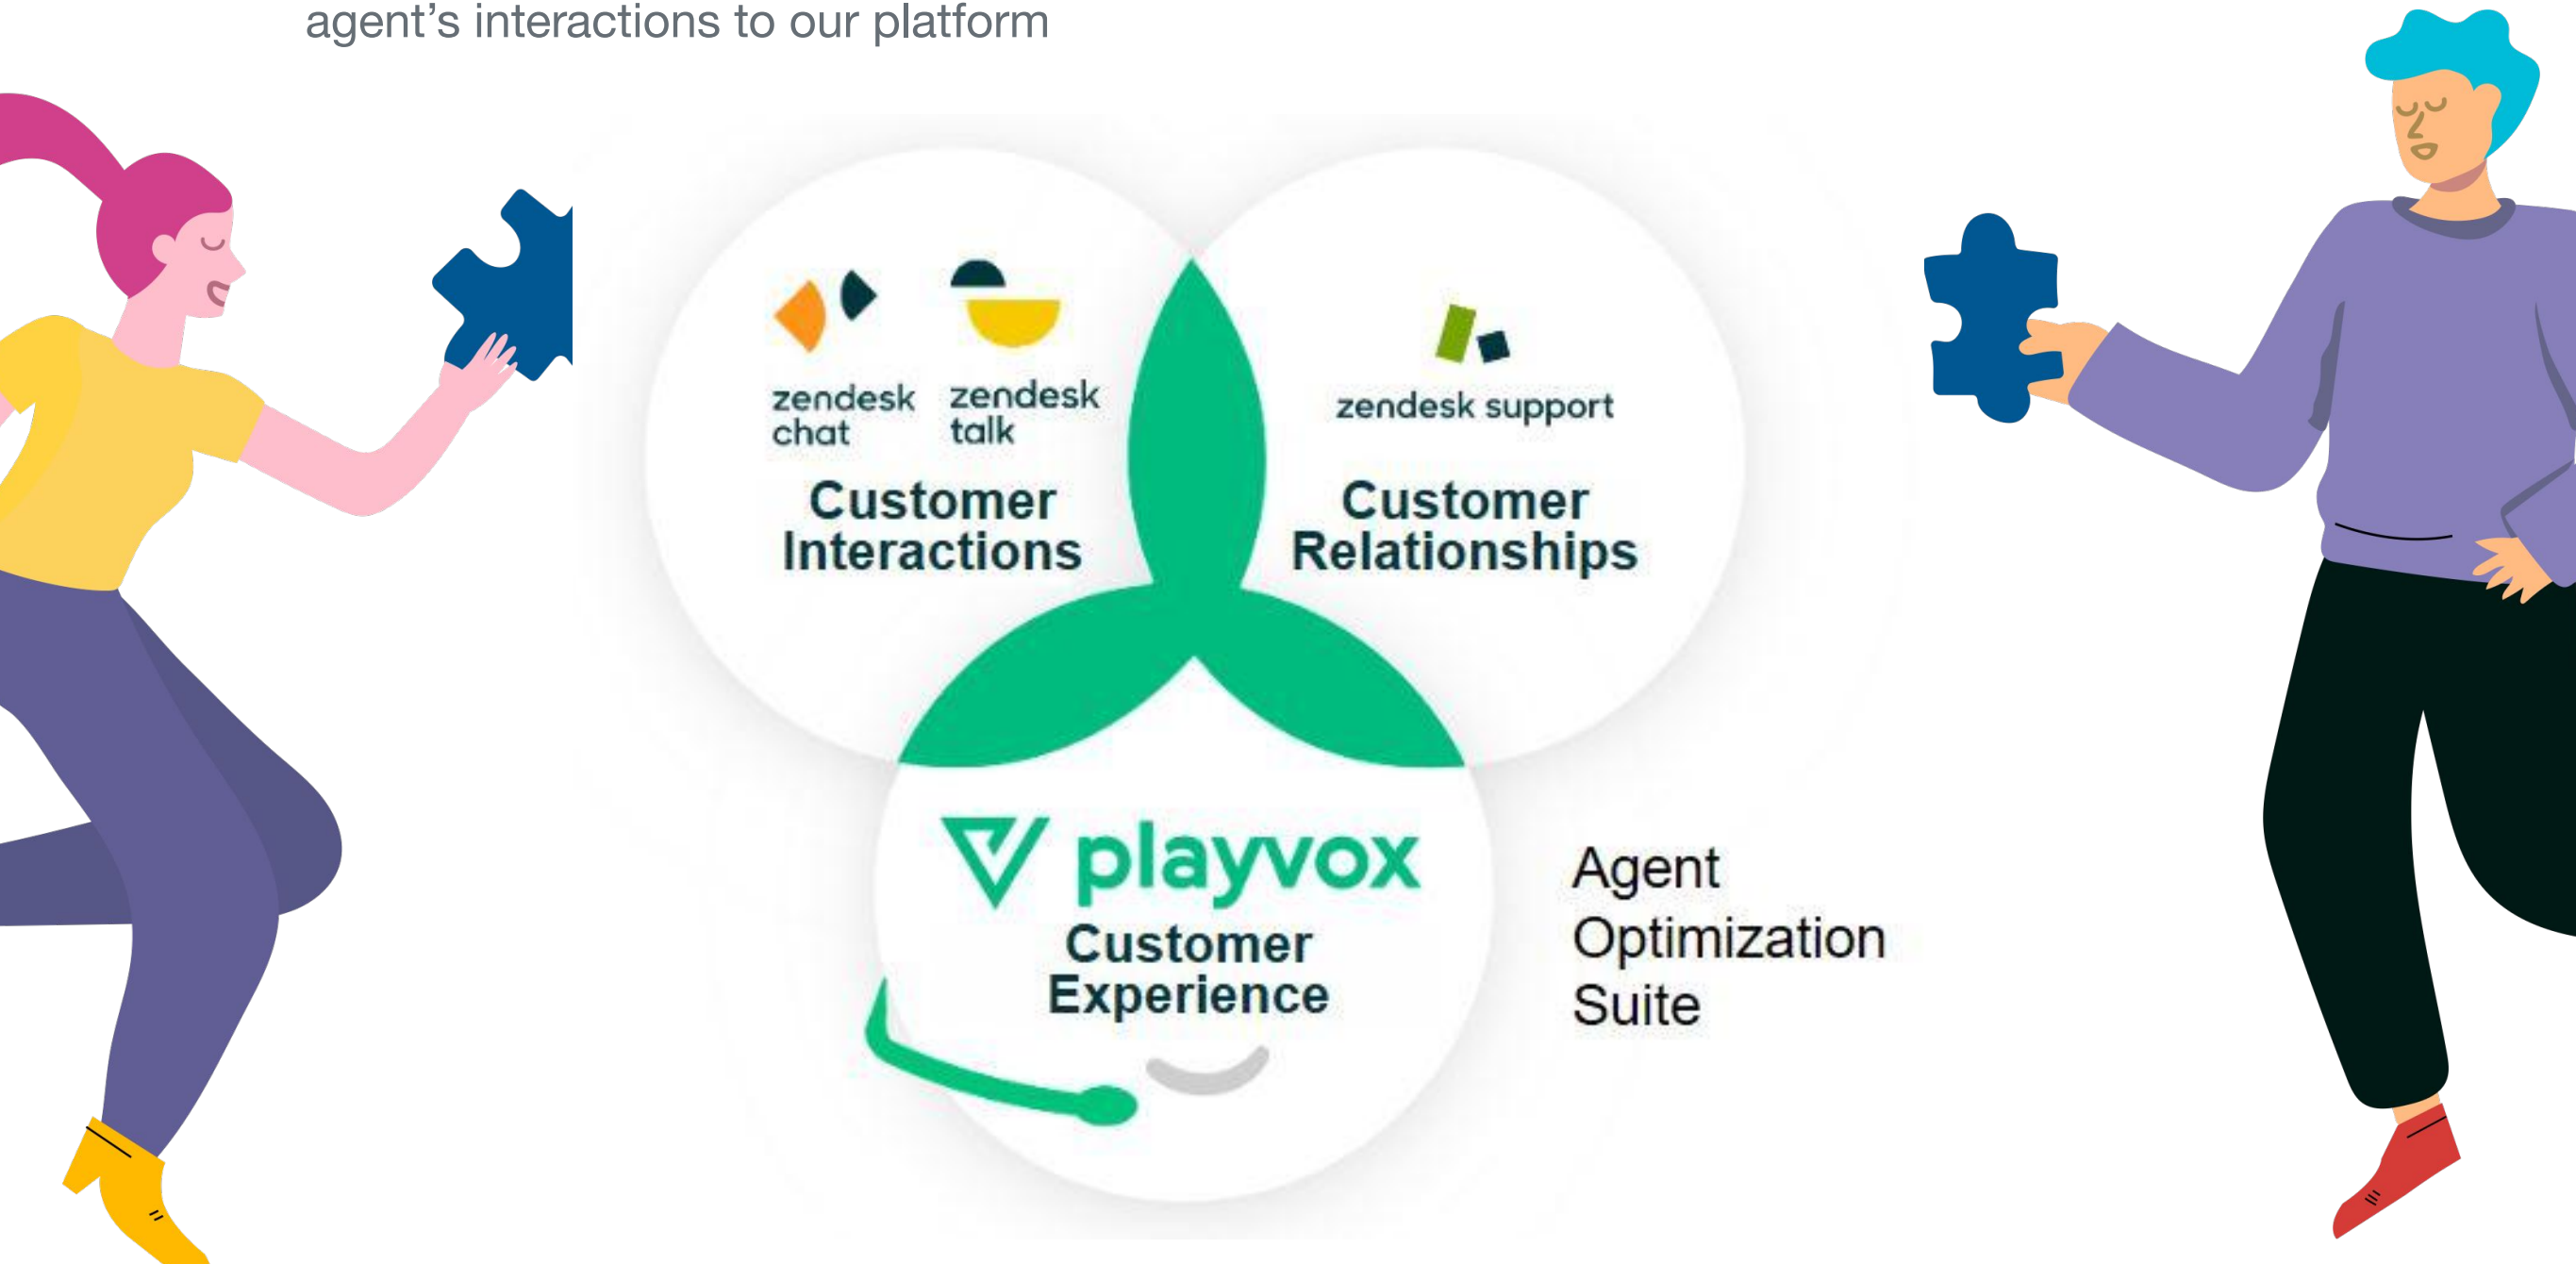 agent's interactions to our platform
zendesk chat
zendesk talk
Customer
Interactions
zendesk support
Customer
Relationships
playvox
Customer
Experience
Agent
Optimization
Suite